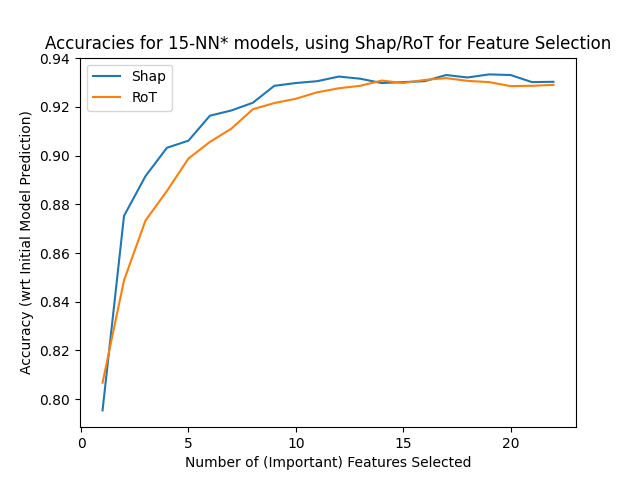 Accuracies for 15-NN* models, using Shap/RoT for Feature Selection
Shap
RoT
Accuracy (wrt Initial Model Prediction)
0.94
0.92
0.90
0.88
0.86
0.84
0.82
0.80
0 5 10 15 20
Number of (Important) Features Selected